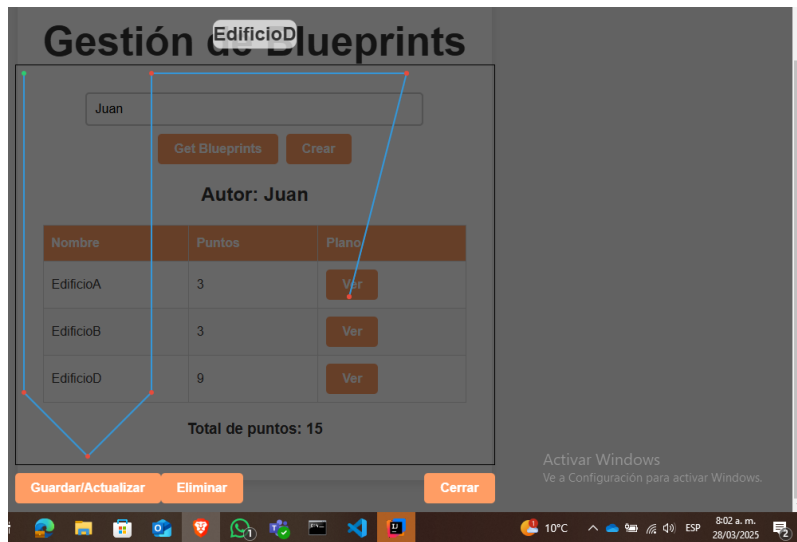 Gestión de Blueprints
EdificioD
Juan
Get Blueprints Crear
Autor: Juan
Nombre Puntos Plano
EdificioA 3 Ver
EdificioB 3 Ver
EdificioD 9 Ver
Total de puntos: 15
Guardar/Actualizar Eliminar Cerrar
Activar Windows
Ve a Configuración para activar Windows.
10°C ESP 8:02 a. m.
28/03/2025
1
2